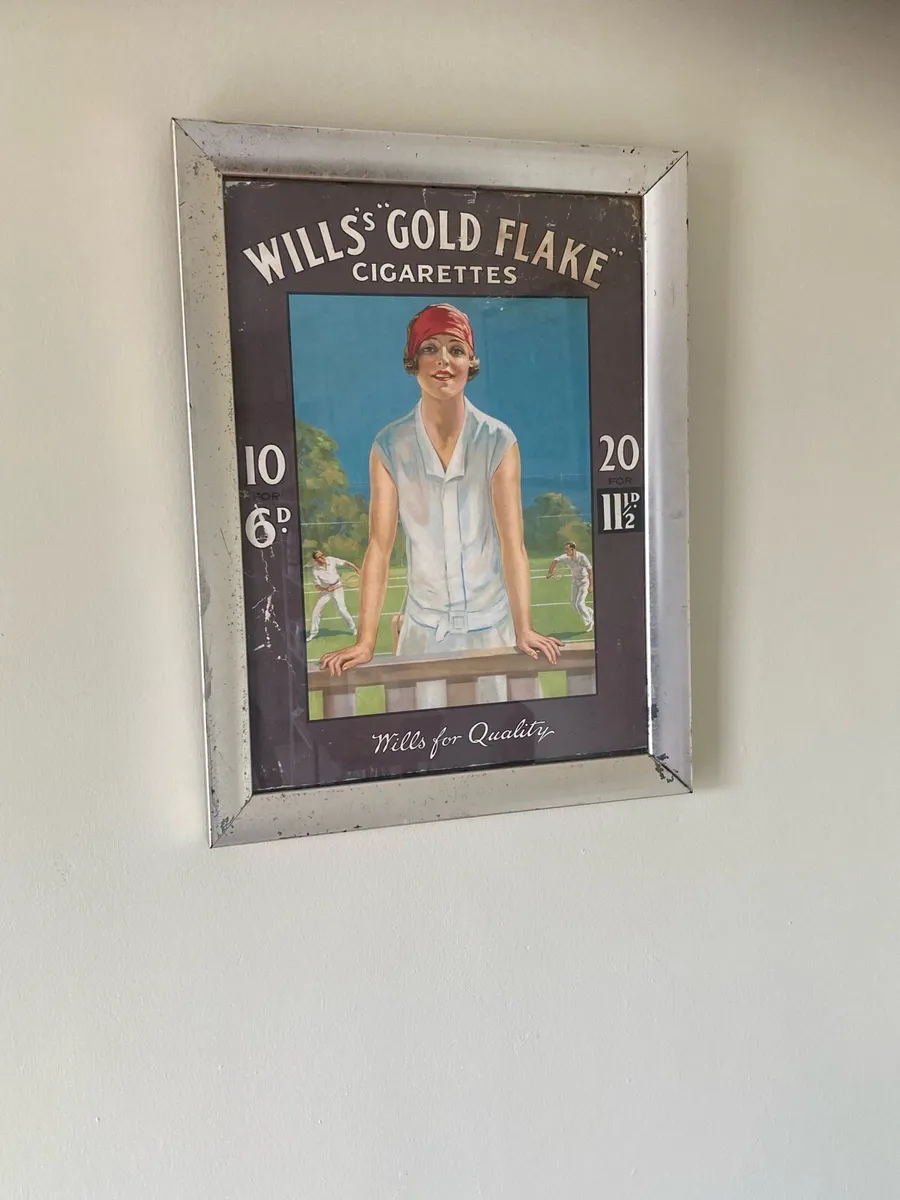 WILLS's "GOLD FLAKE"
CIGARETTES
10
FOR
6D.
20
FOR
11½D.
Wills for Quality